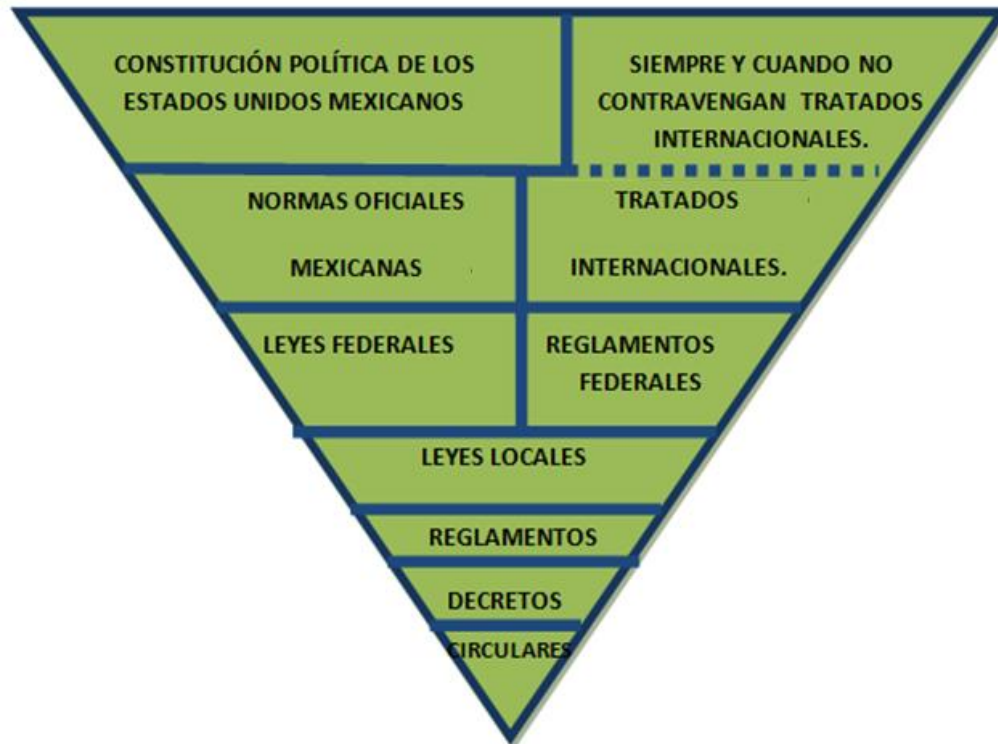 CONSTITUCIÓN POLÍTICA DE LOS
ESTADOS UNIDOS MEXICANOS
SIEMPRE Y CUANDO NO
CONTRAVENGAN TRATADOS
INTERNACIONALES.
NORMAS OFICIALES
MEXICANAS
TRATADOS
INTERNACIONALES.
LEYES FEDERALES
REGLAMENTOS
FEDERALES
LEYES LOCALES
REGLAMENTOS
DECRETOS
CIRCULARES